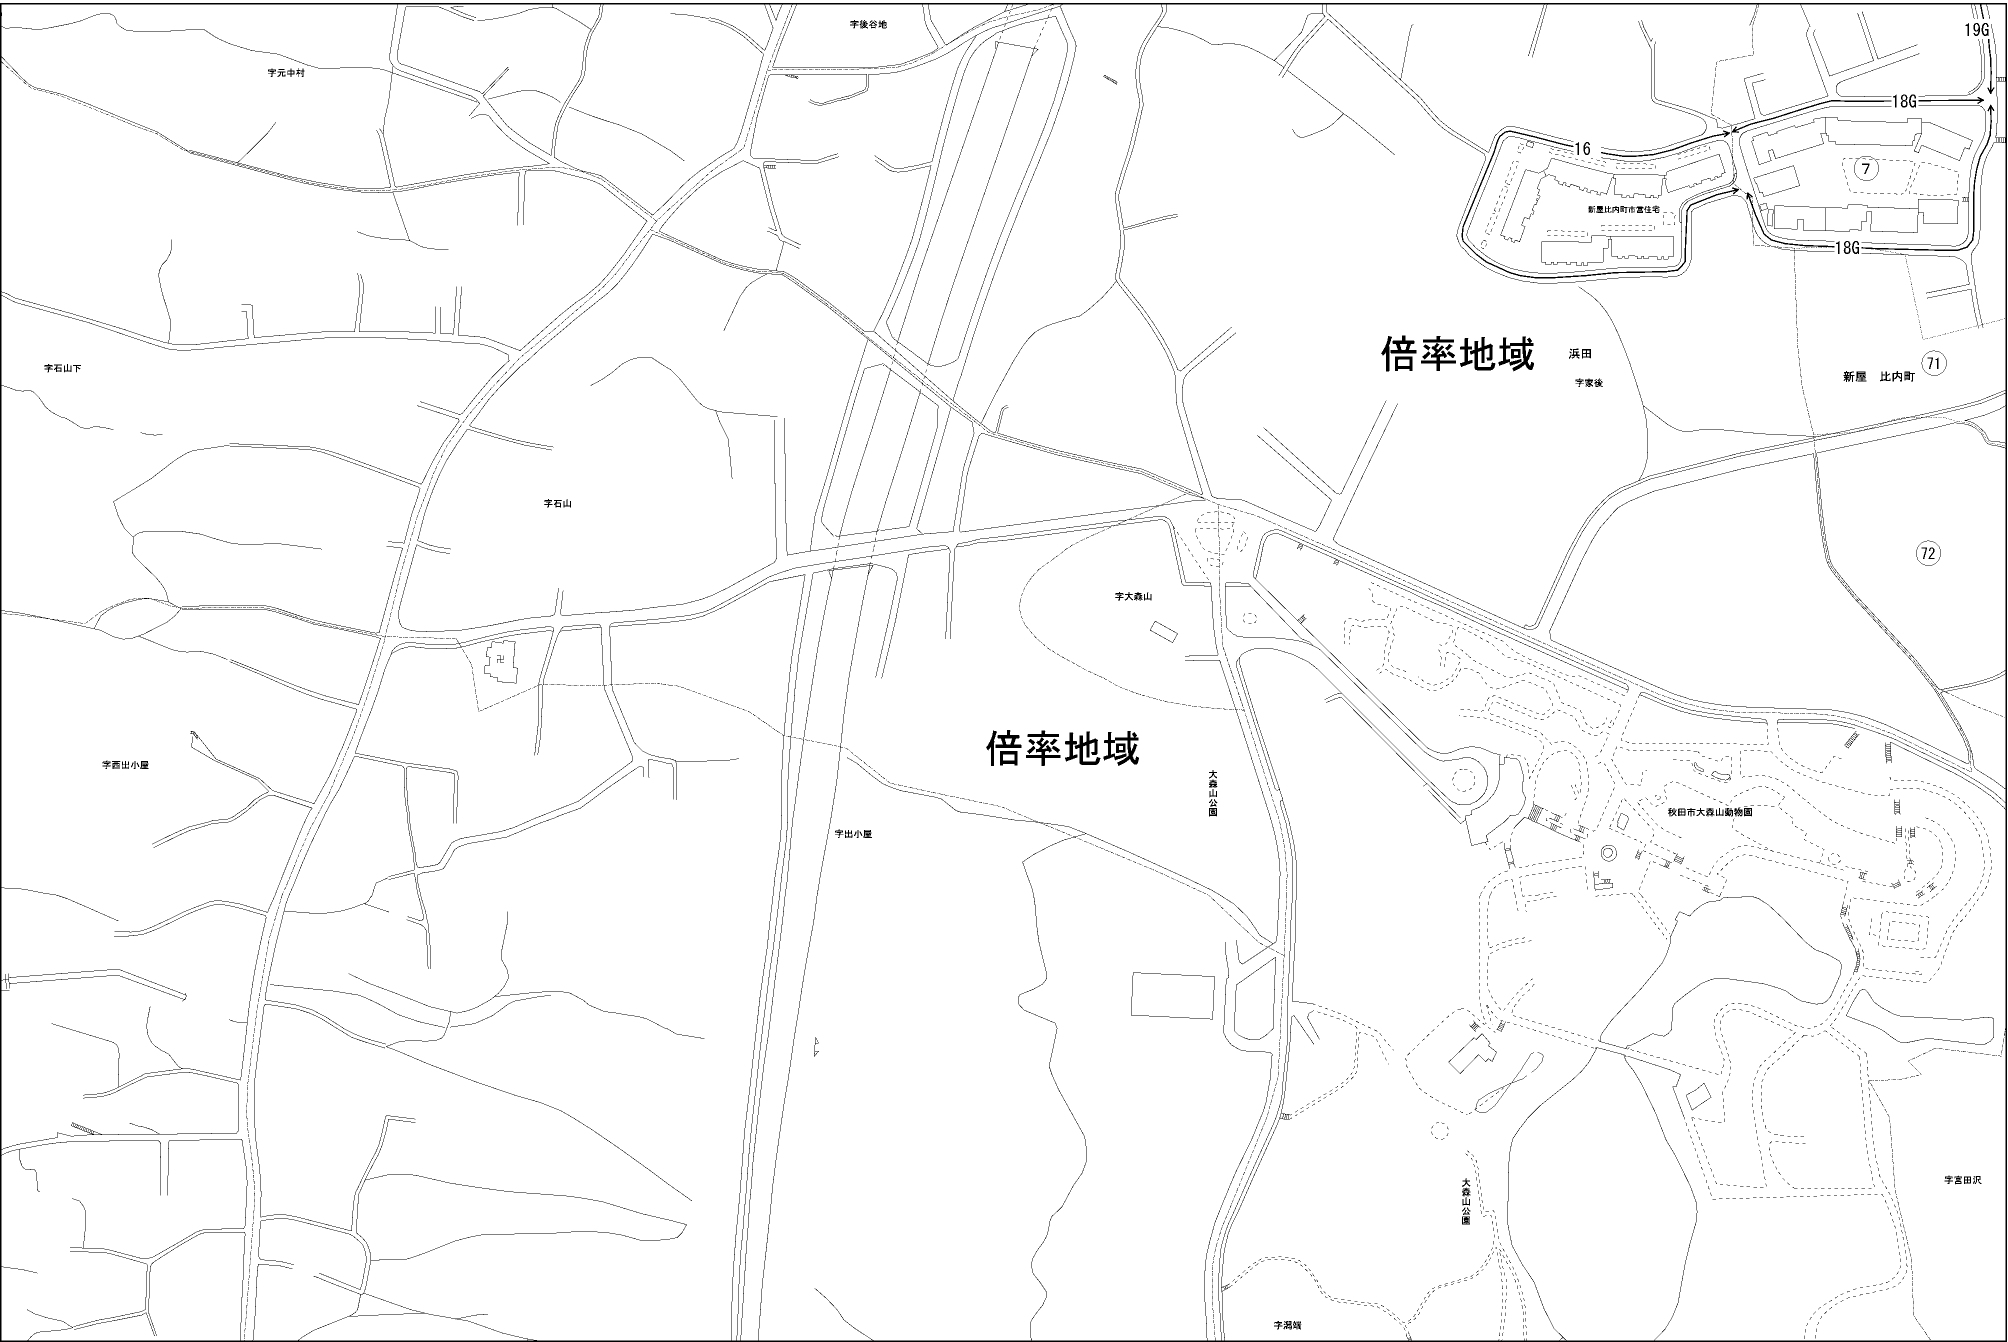 字後谷地
19G
字元中村
18G
16
7
新屋比内町市営住宅
18G
倍率地域
浜田
71
字石山下
新屋 比内町
字家後
字石山
72
字大森山
倍率地域
字西出小屋
大森山公園
秋田市大森山動物園
字出小屋
字宮田沢
大森山公園
字潟端